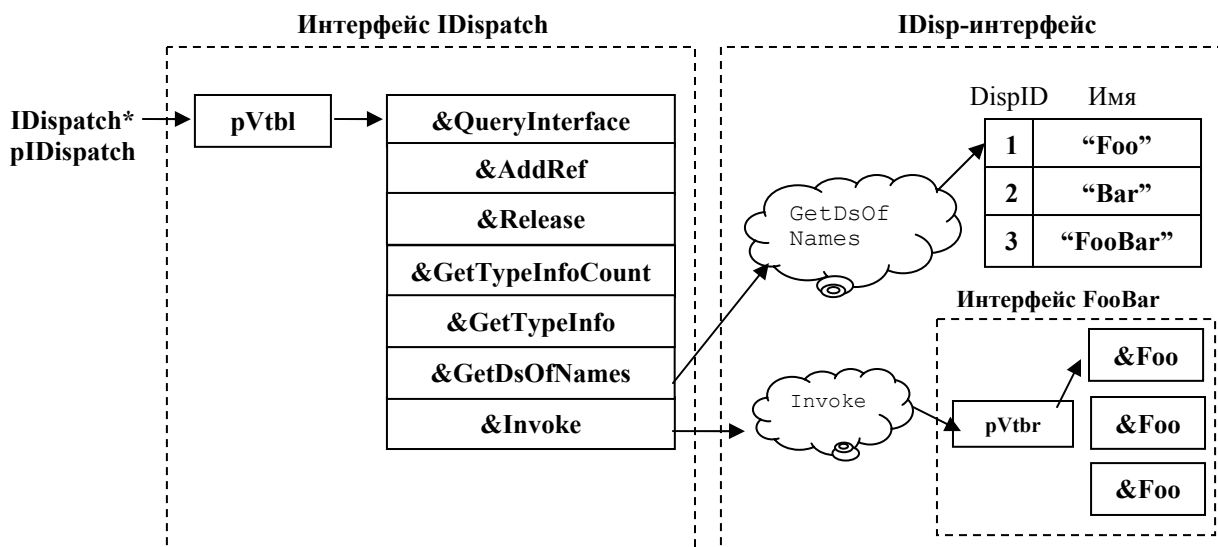 Интерфейс IDispatch
IDispatch*
pIDispatch
pVtbl
&QueryInterface
&AddRef
&Release
&GetTypeInfoCount
&GetTypeInfo
&GetDsOfNames
&Invoke
IDisp-интерфейс
GetDsOf
Names
DispID Имя
1 “Foo”
2 “Bar”
3 “FooBar”
Invoke
Интерфейс FooBar
pVtbr
&Foo
&Foo
&Foo